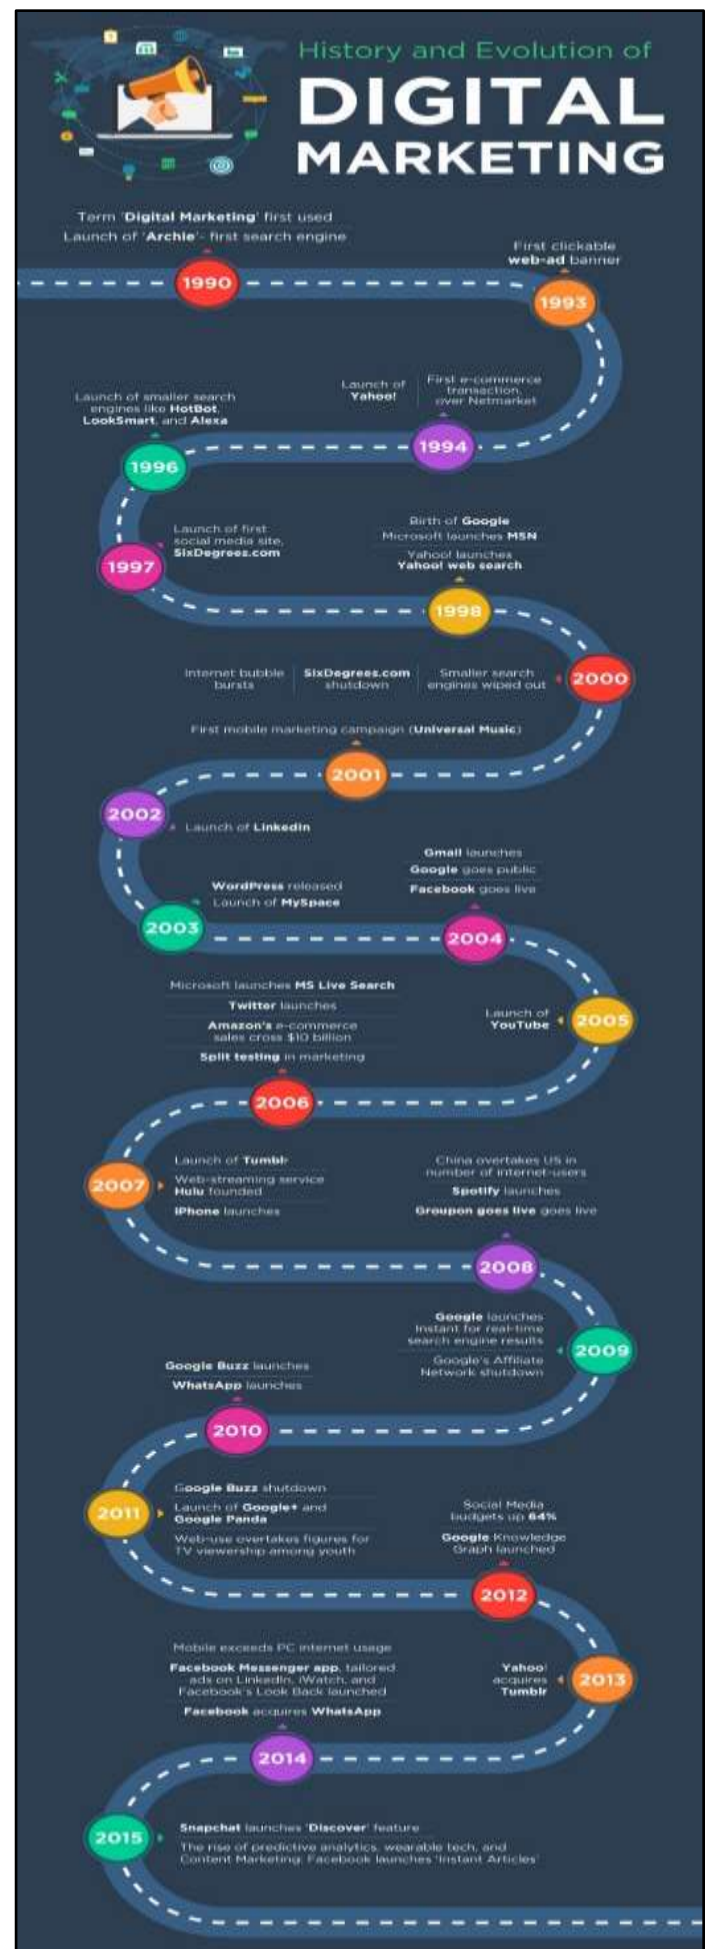 History and Evolution of
DIGITAL
MARKETING
Term 'Digital Marketing' first used
Launch of 'Archie'- first search engine
1990
First clickable
web-ad banner
1993
Launch of
Yahoo!
First e-commerce
transaction,
over Netmarket
1994
Launch of smaller search
engines like HotBot,
LookSmart, and Alexa
1996
Launch of first
social media site,
SixDegrees.com
1997
Birth of Google
Microsoft launches MSN
Yahoo! launches
Yahoo! web search
1998
Internet bubble
bursts
SixDegrees.com
shutdown
Smaller search
engines wiped out
2000
First mobile marketing campaign (Universal Music)
2001
2002
Launch of LinkedIn
WordPress released
Launch of MySpace
2003
Gmail launches
Google goes public
Facebook goes live
2004
Launch of
YouTube
2005
Microsoft launches MS Live Search
Twitter launches
Amazon's e-commerce
sales cross $10 billion
Split testing in marketing
2006
2007
Launch of Tumblr
Web-streaming service
Hulu founded
iPhone launches
China overtakes US in
number of internet-users
Spotify launches
Groupon goes live goes live
2008
Google launches
Instant for real-time
search engine results
Google's Affiliate
Network shutdown
2009
Google Buzz launches
WhatsApp launches
2010
2011
Google Buzz shutdown
Launch of Google+ and
Google Panda
Web-use overtakes figures for
TV viewership among youth
Social Media
budgets up 64%
Google Knowledge
Graph launched
2012
Yahoo!
acquires
Tumblr
2013
Mobile exceeds PC internet usage
Facebook Messenger app, tailored
ads on LinkedIn, iWatch, and
Facebook's Look Back launched
Facebook acquires WhatsApp
2014
2015
Snapchat launches 'Discover' feature
The rise of predictive analytics, wearable tech, and
Content Marketing; Facebook launches 'Instant Articles'